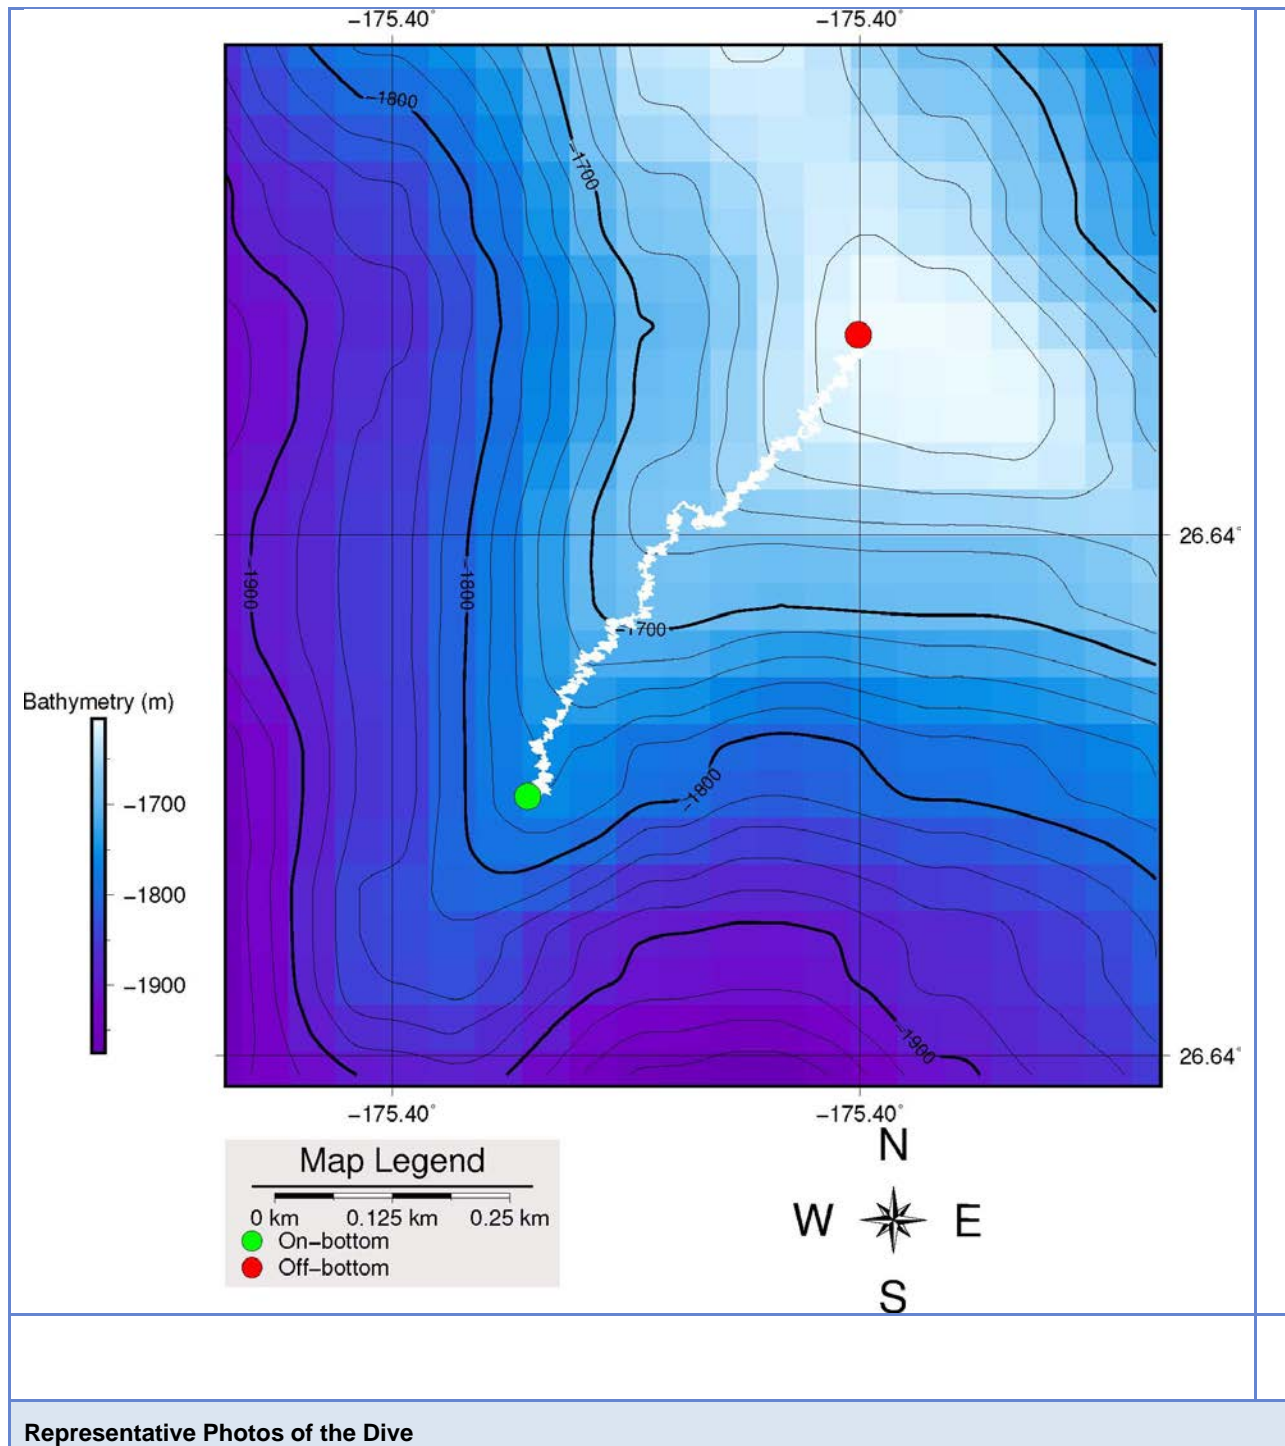 −175.40°
−175.40°
−1800
−1700
26.64°
−1900
−1800
−1700
Bathymetry (m)
−1700
−1800
−1800
−1900
−1900
26.64°
−175.40°
−175.40°
Map Legend
0 km 0.125 km 0.25 km
On−bottom
Off−bottom
N
W E
S
Representative Photos of the Dive